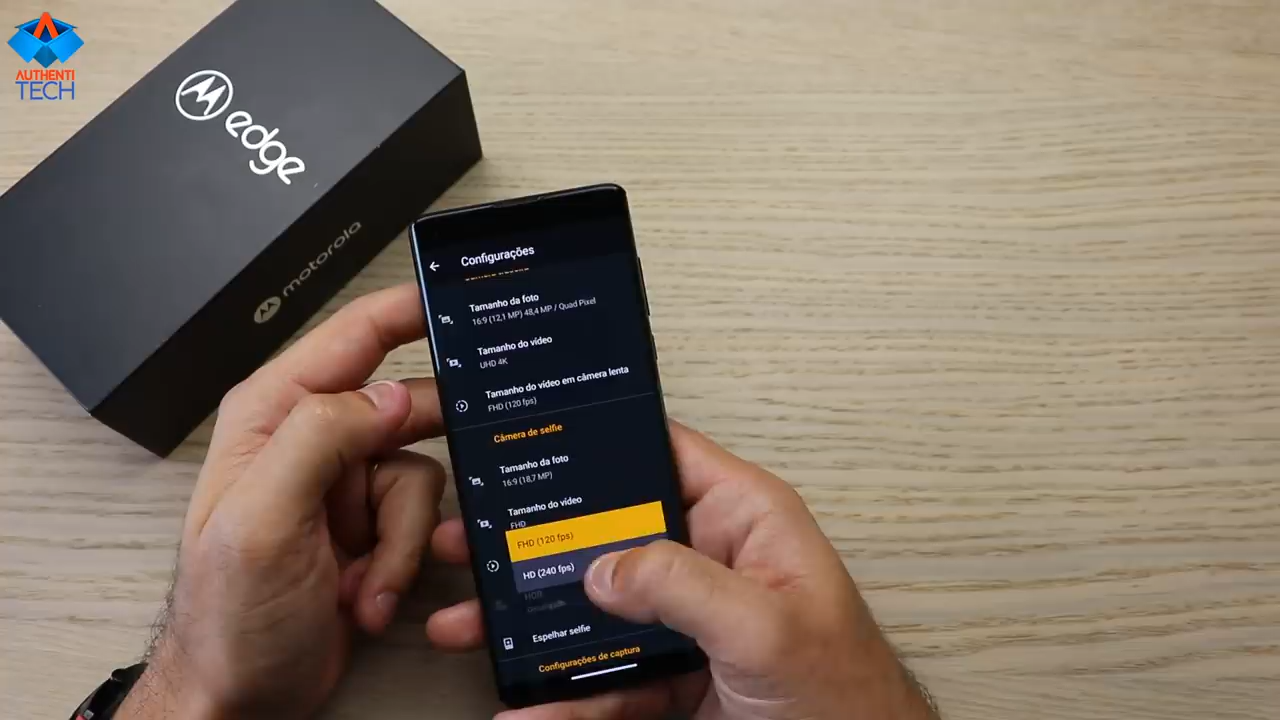 AUTHENTI
TECH
edge
motorola
Configurações
Tamanho da foto
16:9 (12,1 MP) 48,4 MP / Quad Pixel
Tamanho do vídeo
UHD 4K
Tamanho do vídeo em câmera lenta
FHD (120 fps)
Câmera de selfie
Tamanho da foto
16:9 (18,7 MP)
Tamanho do vídeo
FHD
FHD (120 fps)
HD (240 fps)
Espelhar selfie
Configurações de captura